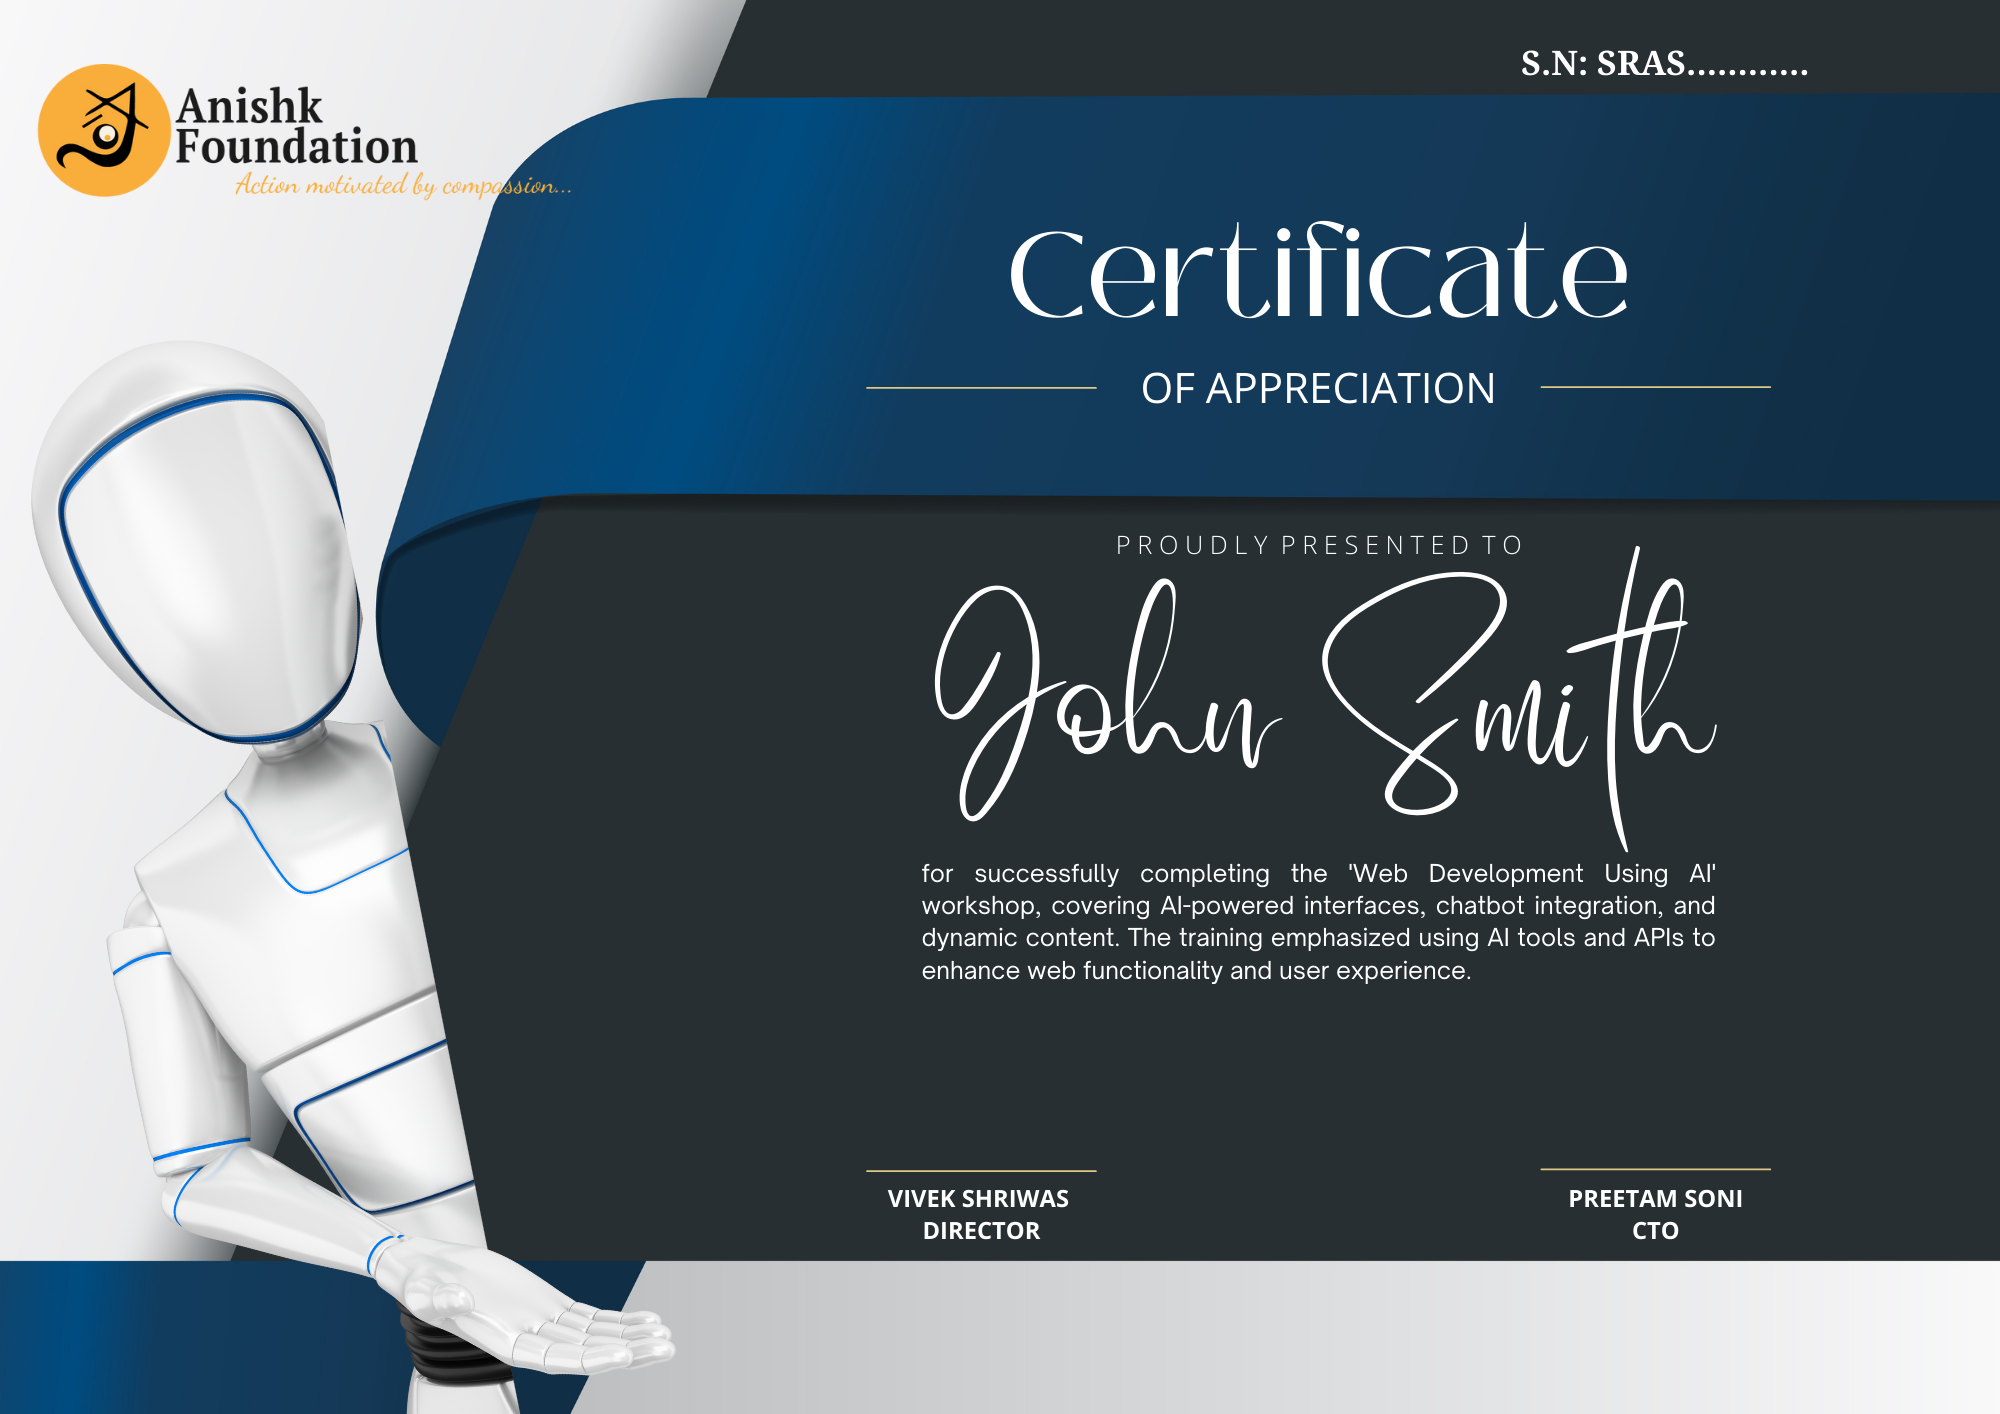 S.N: SRAS............
Anishk
Foundation
Action motivated by compassion...
Certificate
OF APPRECIATION
PROUDLY PRESENTED TO
John Smith
for successfully completing the 'Web Development Using AI'
workshop, covering AI-powered interfaces, chatbot integration, and
dynamic content. The training emphasized using AI tools and APIs to
enhance web functionality and user experience.
VIVEK SHRIWAS
DIRECTOR
PREETAM SONI
CTO